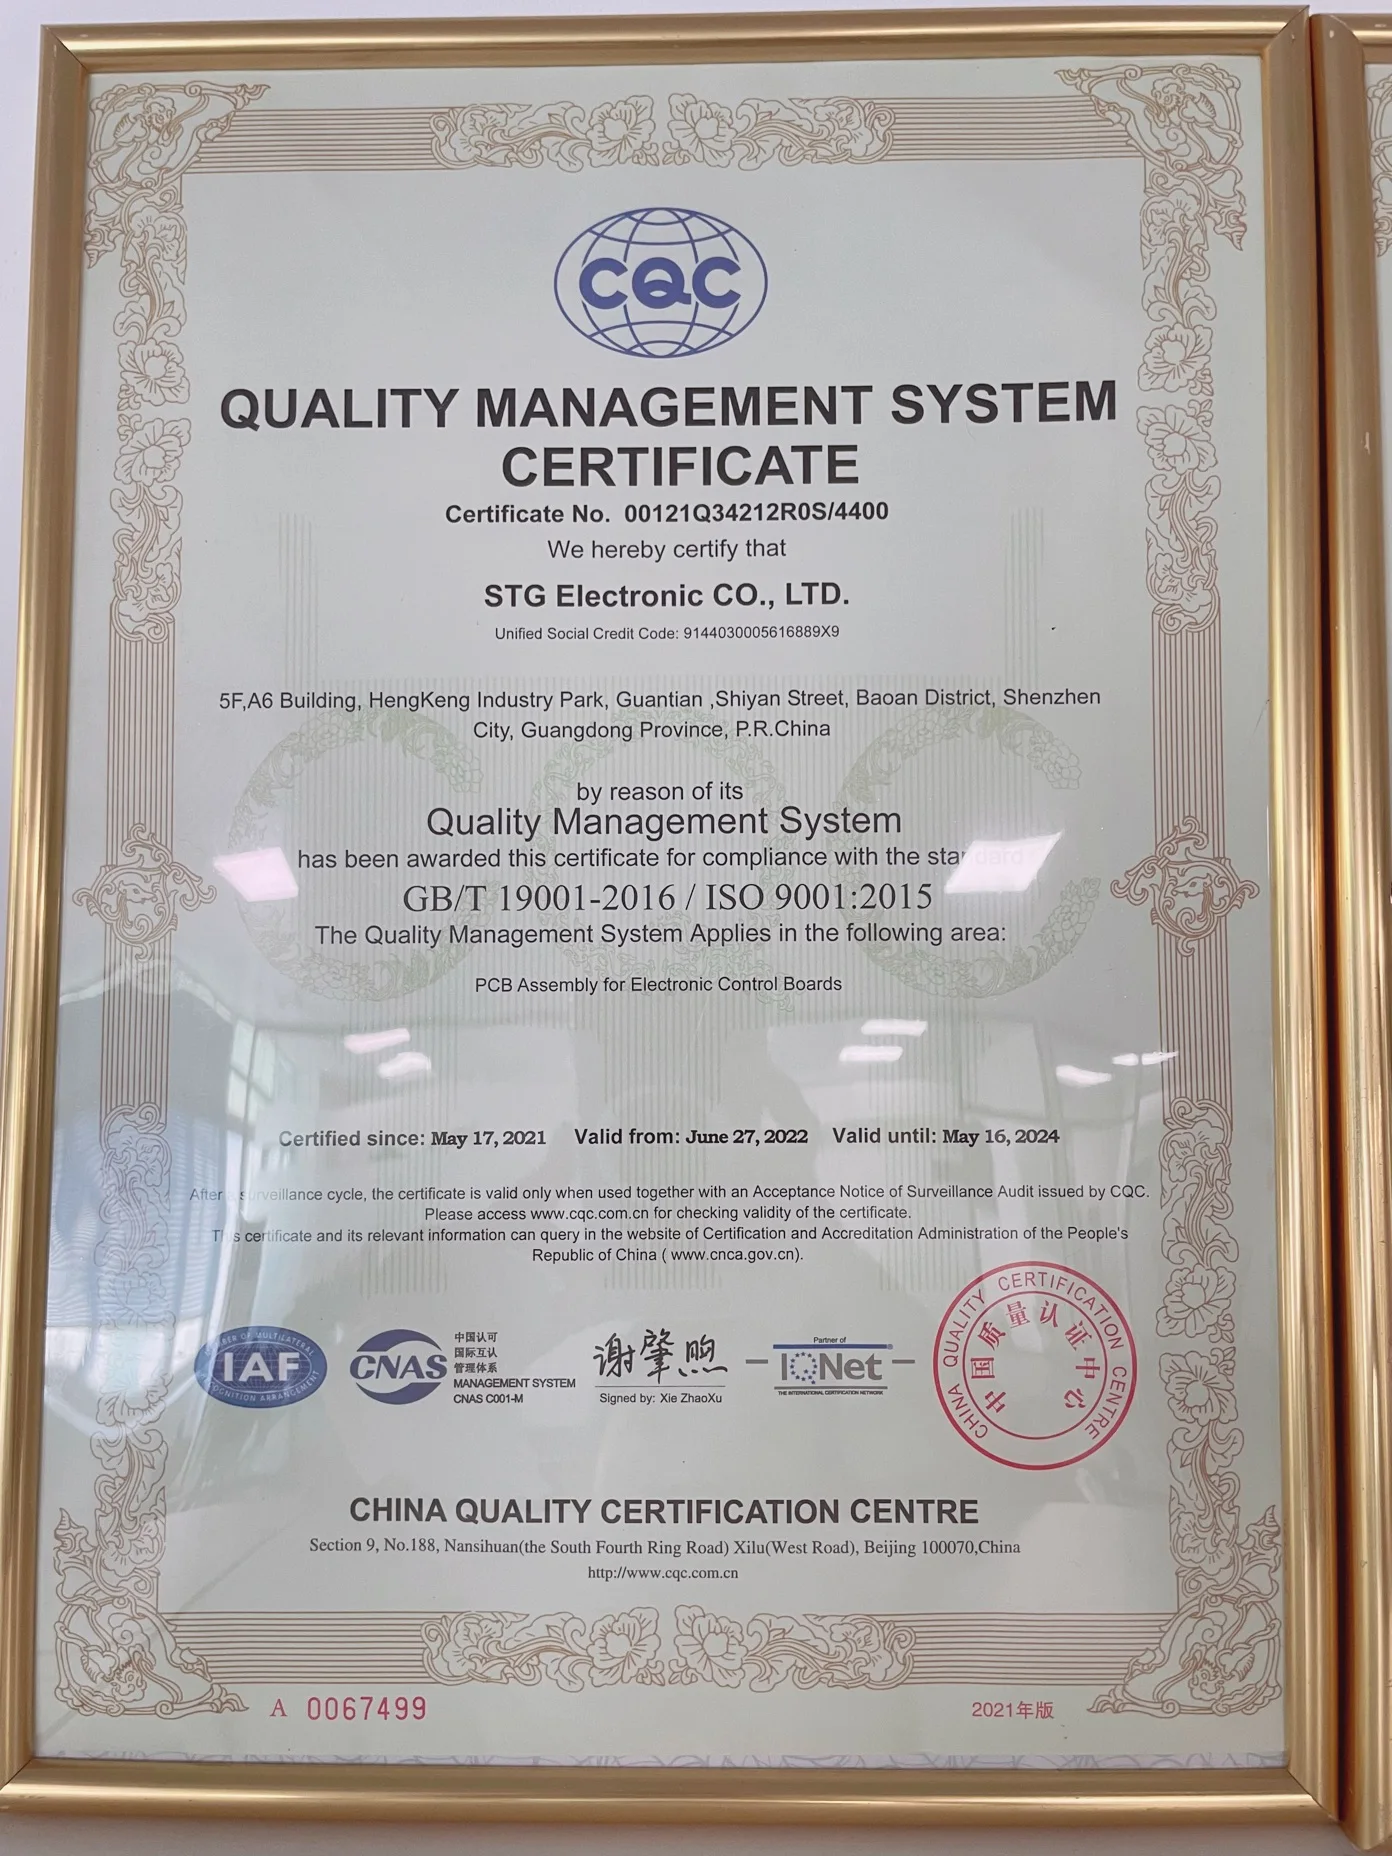 CQC
QUALITY MANAGEMENT SYSTEM
CERTIFICATE
Certificate No. 00121Q34212R0S/4400
We hereby certify that
STG Electronic CO., LTD.
Unified Social Credit Code: 9144030005616889X9
5F,A6 Building, HengKeng Industry Park, Guantian ,Shiyan Street, Baoan District, Shenzhen
City, Guangdong Province, P.R.China
by reason of its
Quality Management System
has been awarded this certificate for compliance with the standard
GB/T 19001-2016 / ISO 9001:2015
The Quality Management System Applies in the following area:
PCB Assembly for Electronic Control Boards
Certified since: May 17, 2021 Valid from: June 27, 2022 Valid until: May 16, 2024
After a surveillance cycle, the certificate is valid only when used together with an Acceptance Notice of Surveillance Audit issued by CQC.
Please access www.cqc.com.cn for checking validity of the certificate.
This certificate and its relevant information can query in the website of Certification and Accreditation Administration of the People's
Republic of China ( www.cnca.gov.cn).
MEMBER OF MULTILATERAL
IAF
RECOGNITION ARRANGEMENT
CNAS
中国认可
国际互认
管理体系
MANAGEMENT SYSTEM
CNAS C001-M
谢肇煦
Signed by: Xie ZhaoXu
Partner of
IQNet
THE INTERNATIONAL CERTIFICATION NETWORK
CHINA QUALITY CERTIFICATION CENTRE
中国质量认证中心
CHINA QUALITY CERTIFICATION CENTRE
Section 9, No.188, Nansihuan(the South Fourth Ring Road) Xilu(West Road), Beijing 100070,China
http://www.cqc.com.cn
A 0067499
2021年版